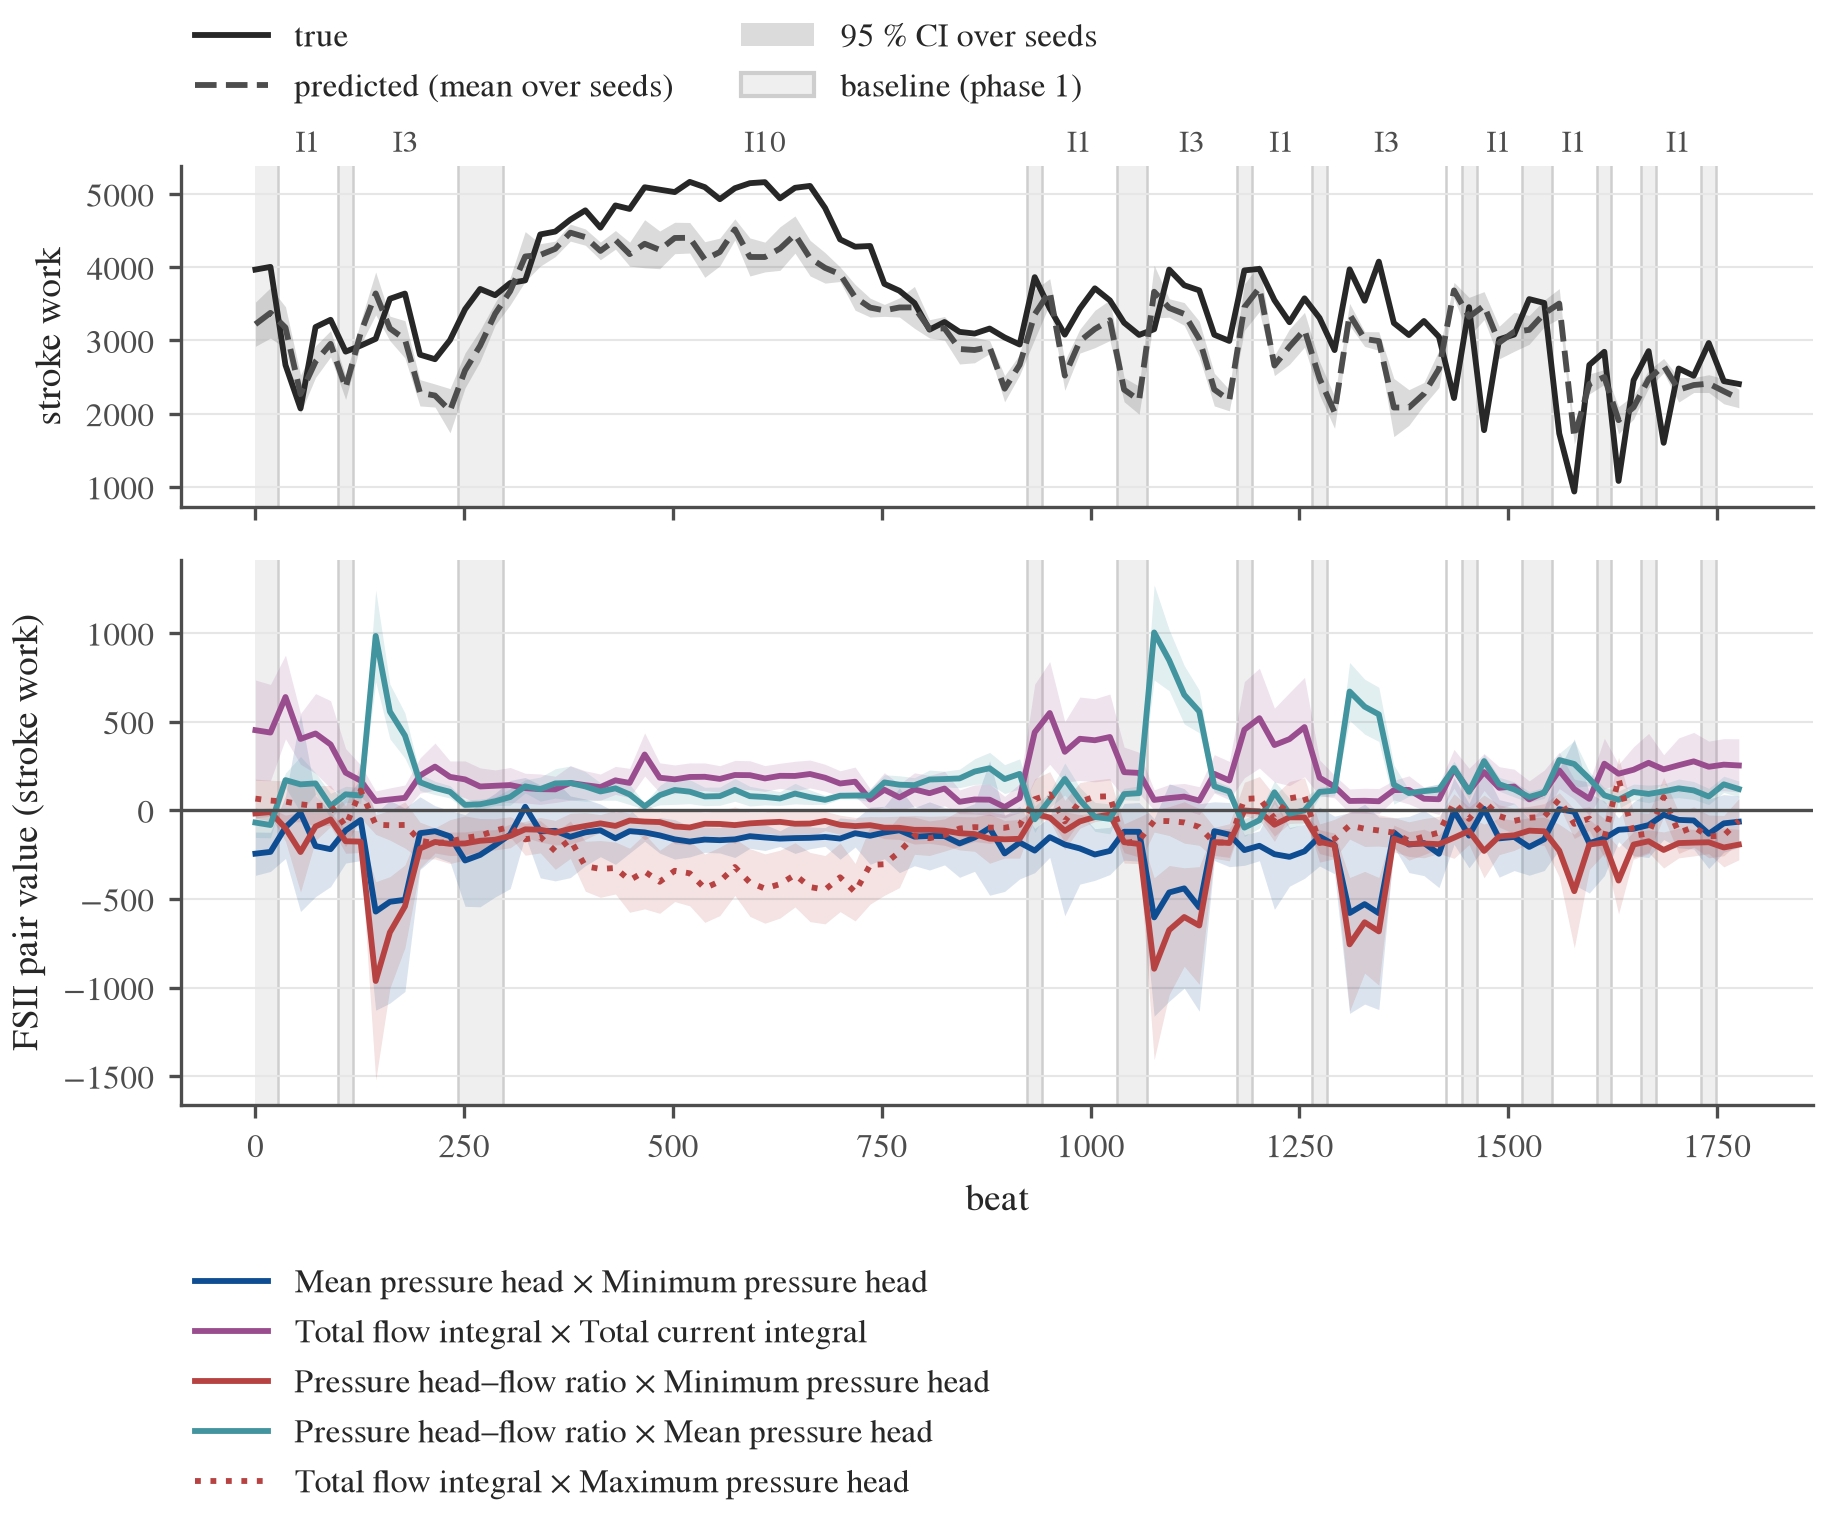 true
95 % CI over seeds
predicted (mean over seeds)
baseline (phase 1)
I1 I3 I10 I1 I3 I1 I3 I1 I1 I1
5000
4000
3000
2000
1000
stroke work
1000
500
0
−500
−1000
−1500
FSII pair value (stroke work)
0 250 500 750 1000 1250 1500 1750
beat
Mean pressure head × Minimum pressure head
Total flow integral × Total current integral
Pressure head–flow ratio × Minimum pressure head
Pressure head–flow ratio × Mean pressure head
Total flow integral × Maximum pressure head